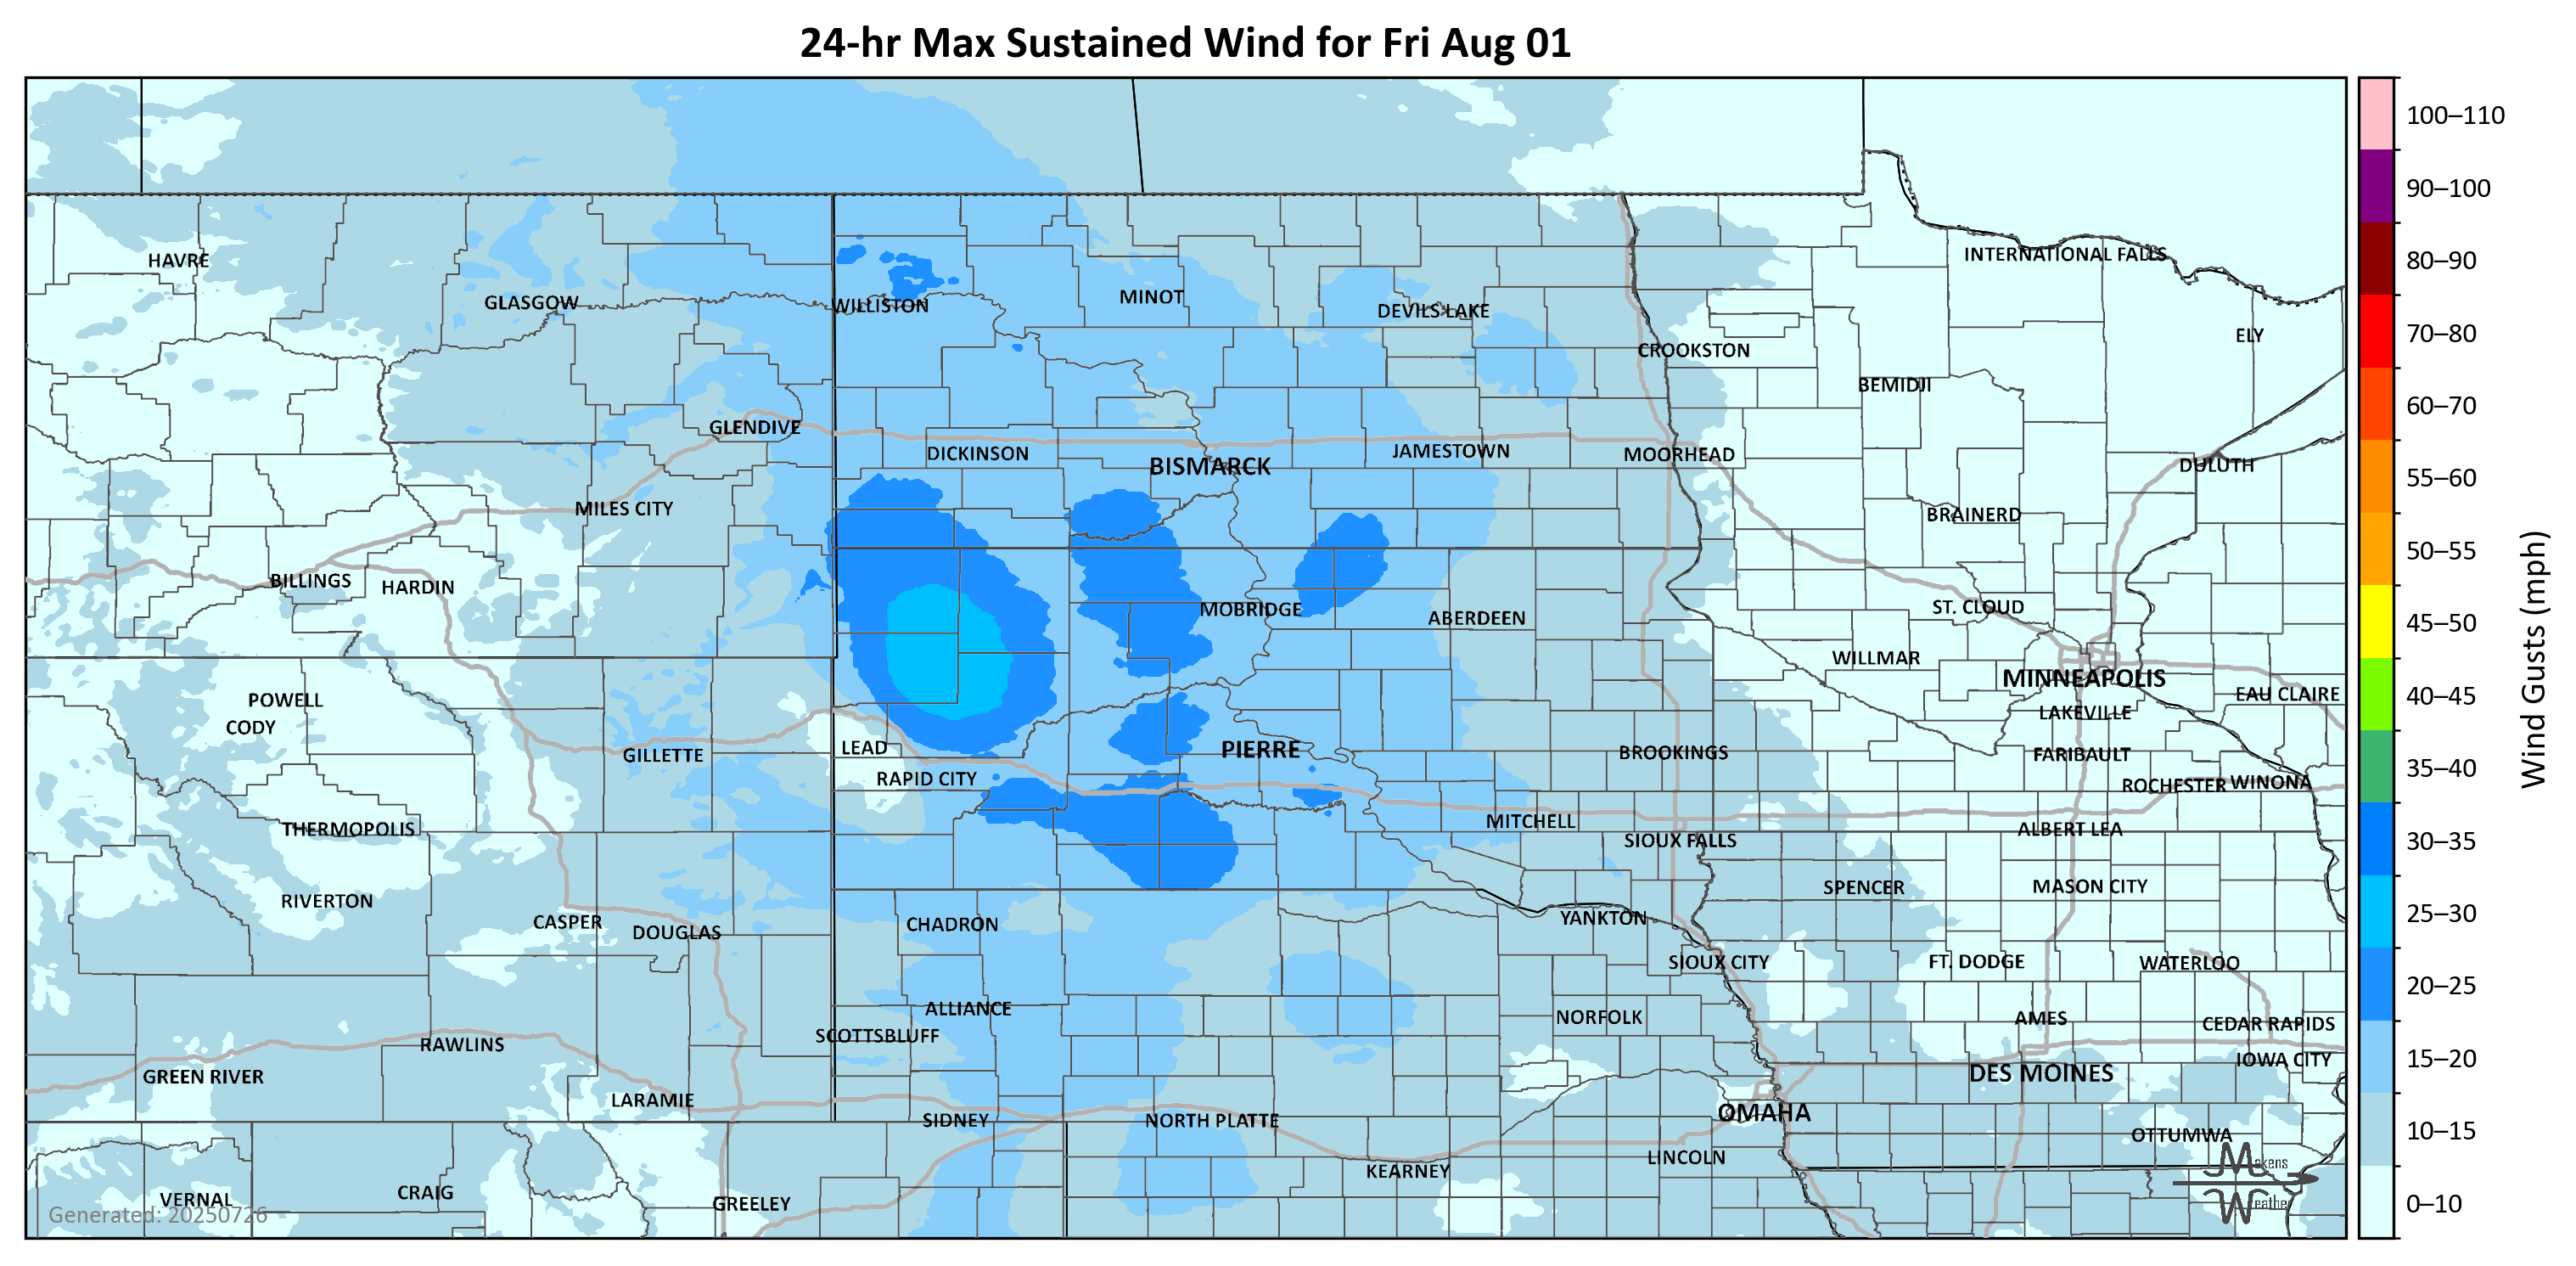 24-hr Max Sustained Wind for Fri Aug 01
100–110
90–100
INTERNATIONAL FALLS
HAVRE
80–90
MINOT
GLASGOW
WILLISTON
DEVILS LAKE
70–80
ELY
CROOKSTON
BEMIDJI
60–70
GLENDIVE
DICKINSON
JAMESTOWN
MOORHEAD
BISMARCK
DULUTH
55–60
MILES CITY
BRAINERD
50–55
BILLINGS
HARDIN
MOBRIDGE
ST. CLOUD
ABERDEEN
45–50
WILLMAR
MINNEAPOLIS
Wind Gusts (mph)
EAU CLAIRE
40–45
POWELL
LAKEVILLE
CODY
LEAD
PIERRE
BROOKINGS
GILLETTE
FARIBAULT
35–40
RAPID CITY
ROCHESTER
WINONA
MITCHELL
THERMOPOLIS
ALBERT LEA
SIOUX FALLS
30–35
SPENCER
MASON CITY
RIVERTON
25–30
YANKTON
CASPER
CHADRON
DOUGLAS
SIOUX CITY
FT. DODGE
WATERLOO
20–25
ALLIANCE
NORFOLK
AMES
CEDAR RAPIDS
SCOTTSBLUFF
RAWLINS
15–20
IOWA CITY
GREEN RIVER
DES MOINES
LARAMIE
OMAHA
SIDNEY
NORTH PLATTE
10–15
OTTUMWA
LINCOLN
Makens
KEARNEY
CRAIG
VERNAL
GREELEY
Weather
0–10
Generated: 20250726